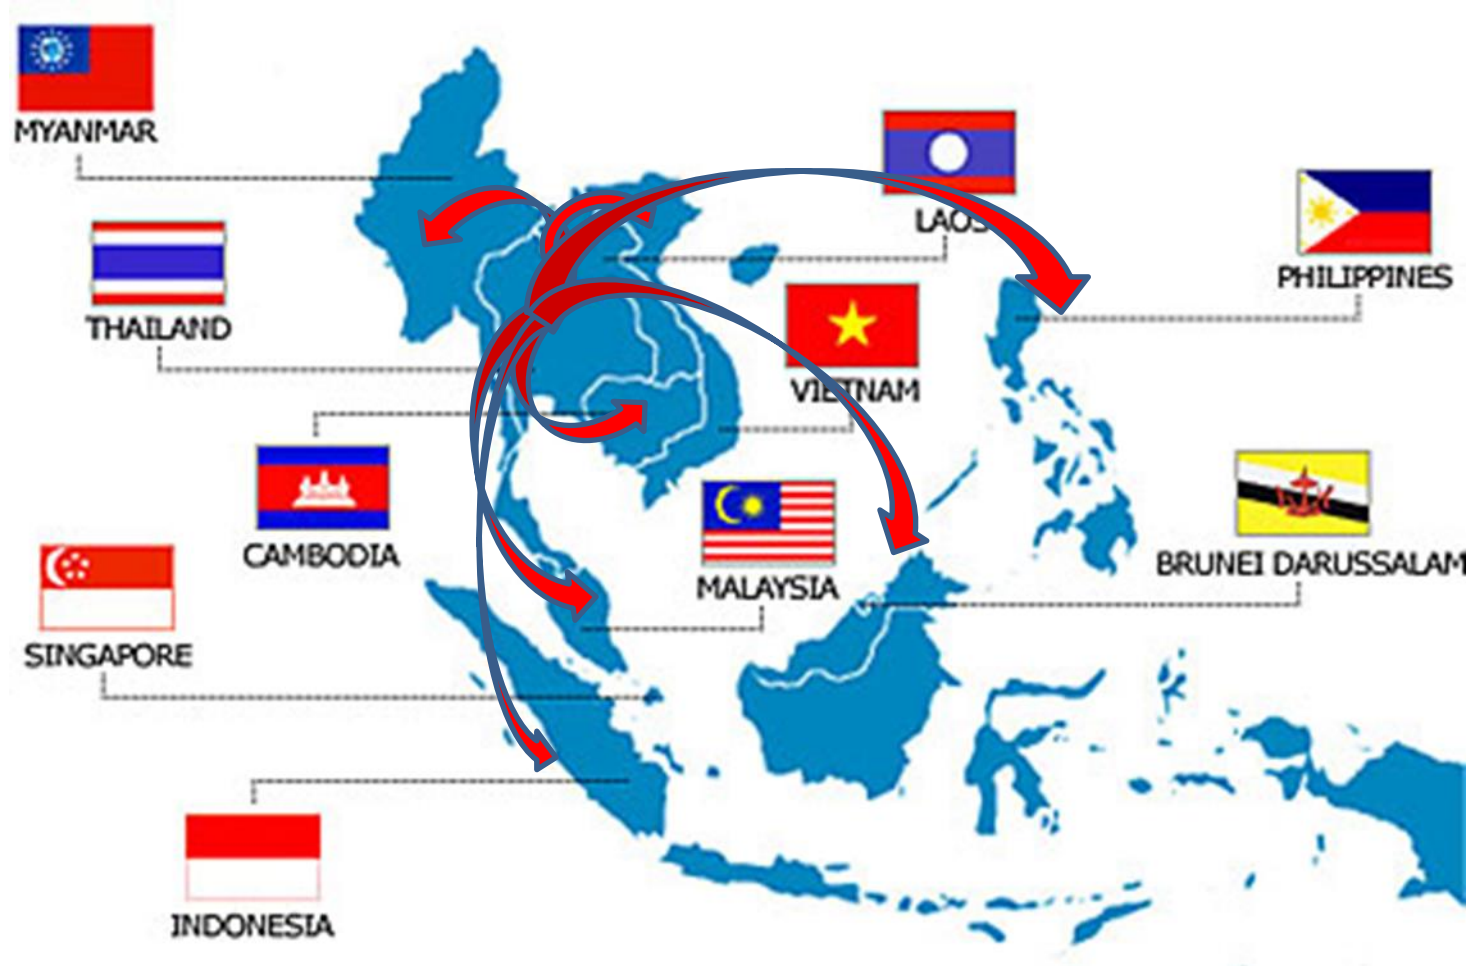 MYANMAR
LAOS
PHILIPPINES
THAILAND
VIETNAM
CAMBODIA
BRUNEI DARUSSALAM
MALAYSIA
SINGAPORE
INDONESIA